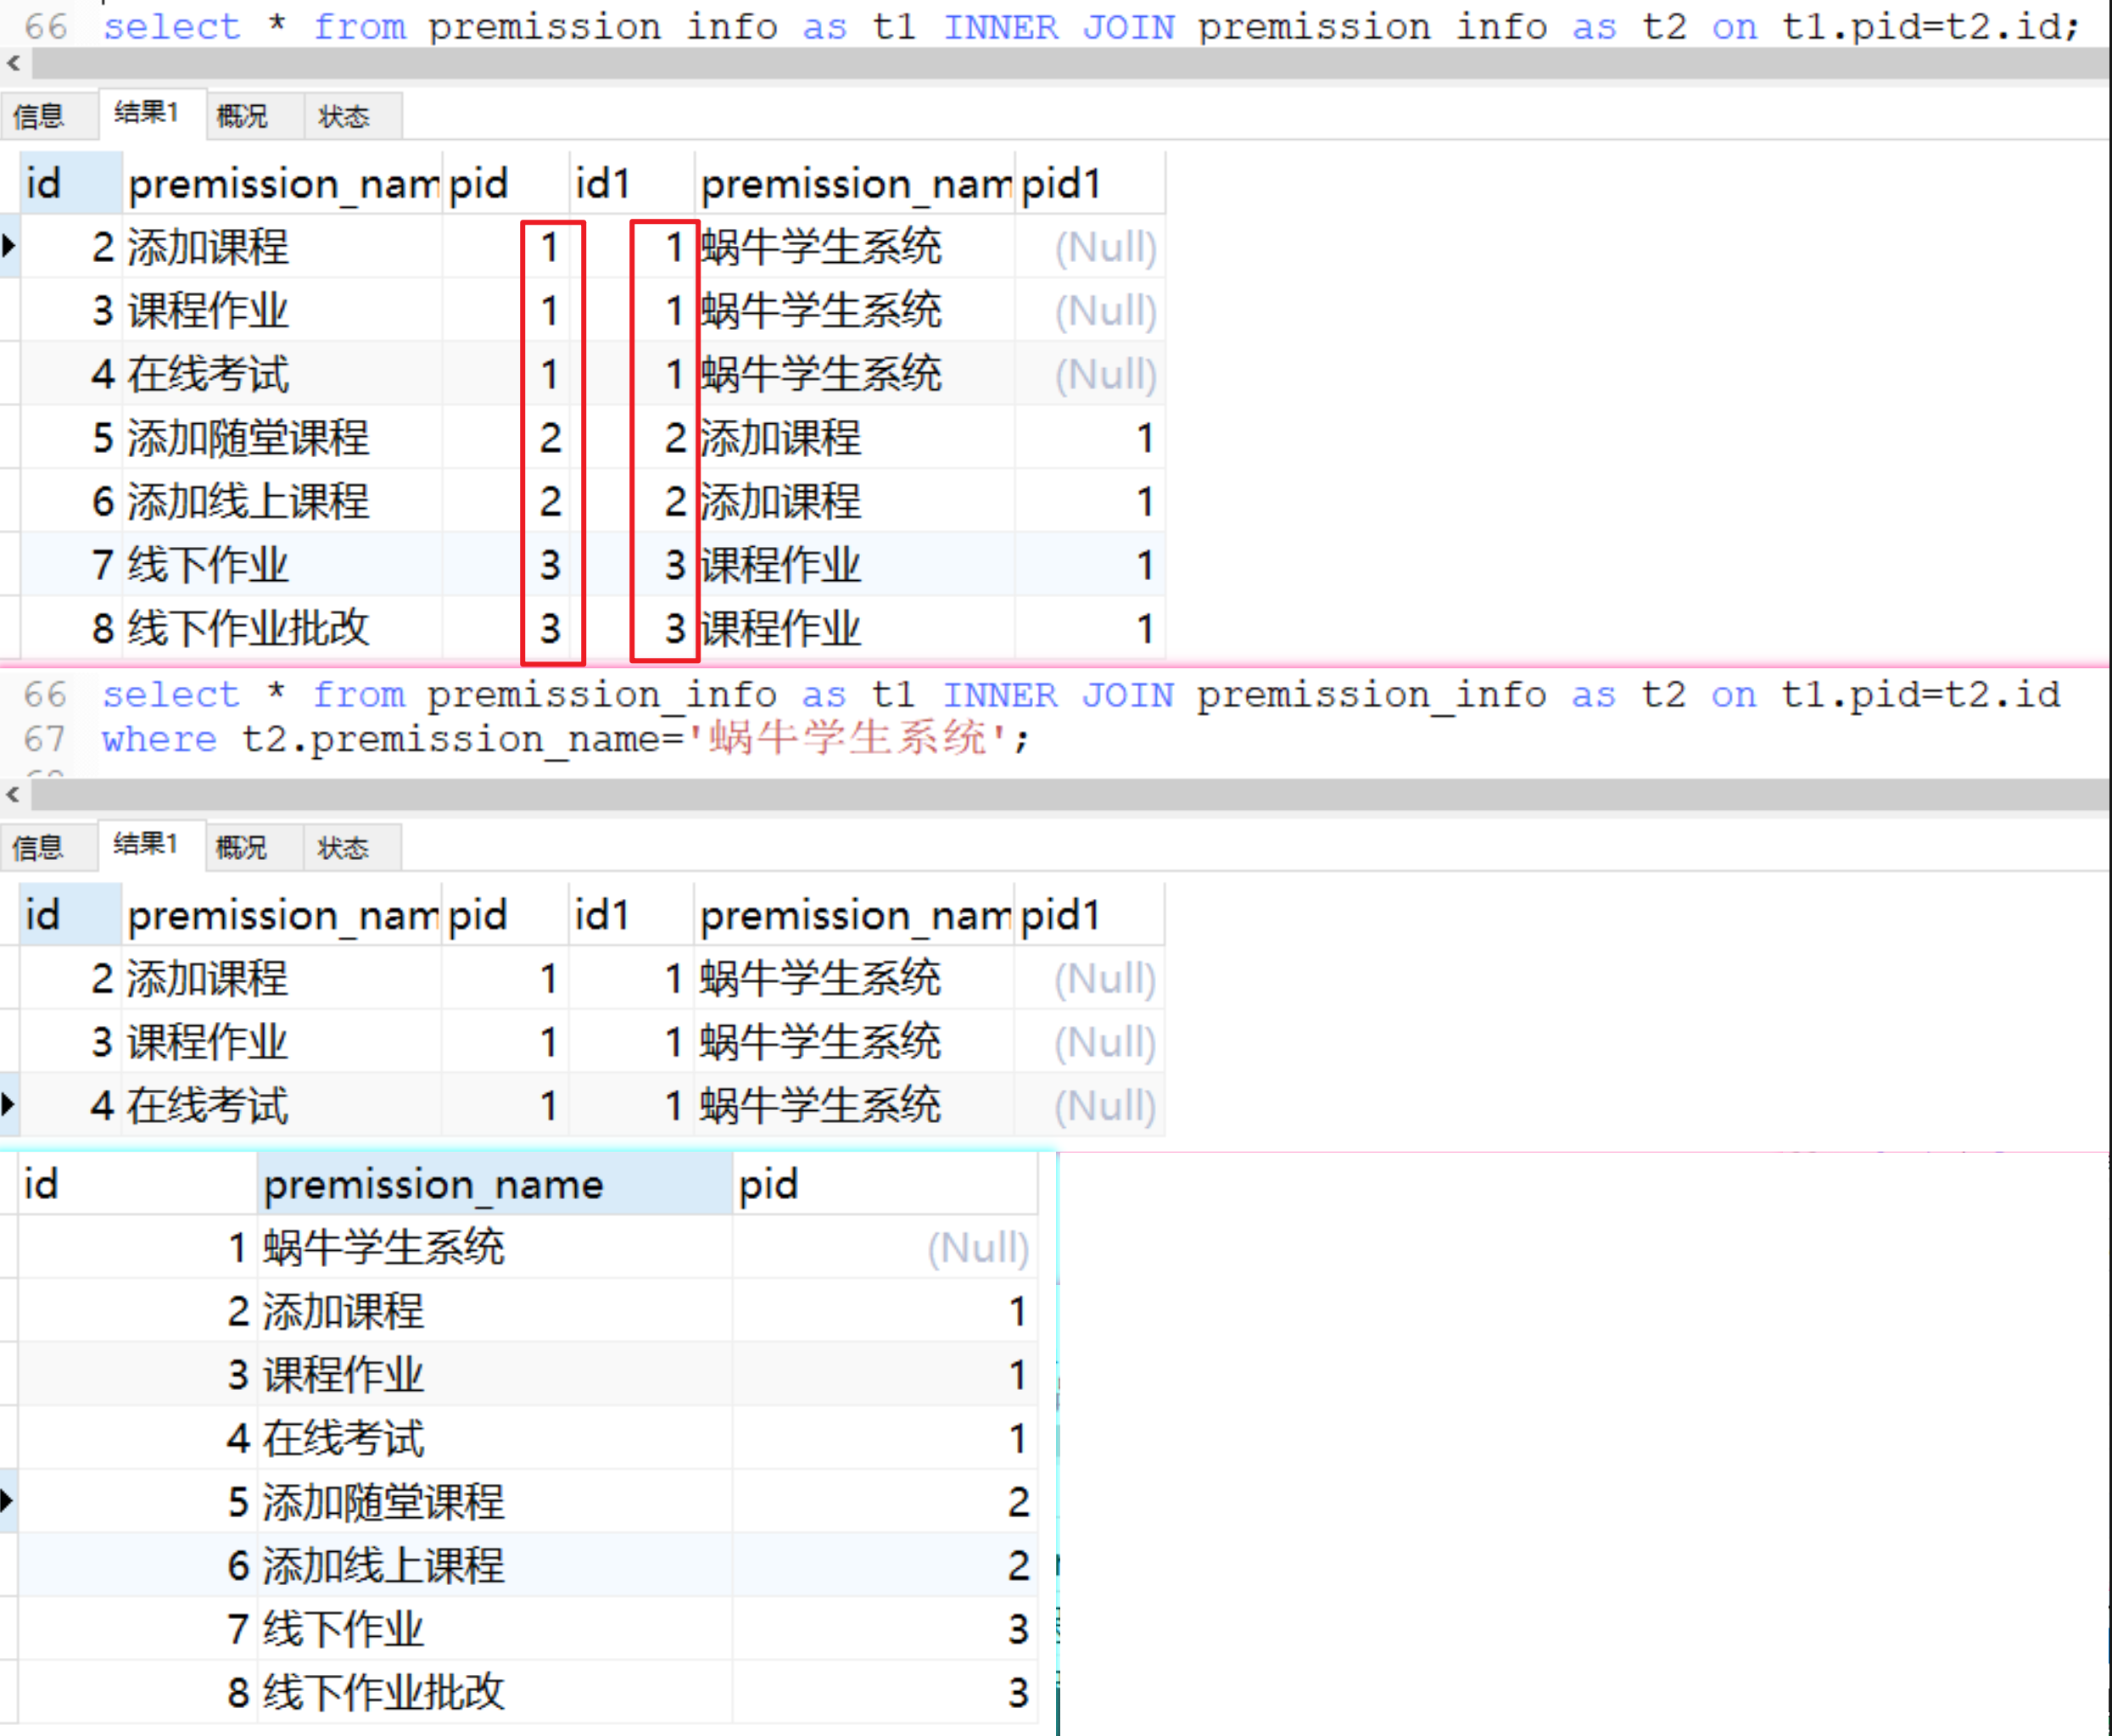 66 select * from premission info as t1 INNER JOIN premission info as t2 on t1.pid=t2.id;
信息 结果1 概况 状态
id premission_nam pid id1 premission_nam pid1
2 添加课程 1 1 蜗牛学生系统 (Null)
3 课程作业 1 1 蜗牛学生系统 (Null)
4 在线考试 1 1 蜗牛学生系统 (Null)
5 添加随堂课程 2 2 添加课程 1
6 添加线上课程 2 2 添加课程 1
7 线下作业 3 3 课程作业 1
8 线下作业批改 3 3 课程作业 1
66 select * from premission_info as t1 INNER JOIN premission_info as t2 on t1.pid=t2.id
67 where t2.premission_name='蜗牛学生系统';
信息 结果1 概况 状态
id premission_nam pid id1 premission_nam pid1
2 添加课程 1 1 蜗牛学生系统 (Null)
3 课程作业 1 1 蜗牛学生系统 (Null)
4 在线考试 1 1 蜗牛学生系统 (Null)
id premission_name pid
1 蜗牛学生系统 (Null)
2 添加课程 1
3 课程作业 1
4 在线考试 1
5 添加随堂课程 2
6 添加线上课程 2
7 线下作业 3
8 线下作业批改 3